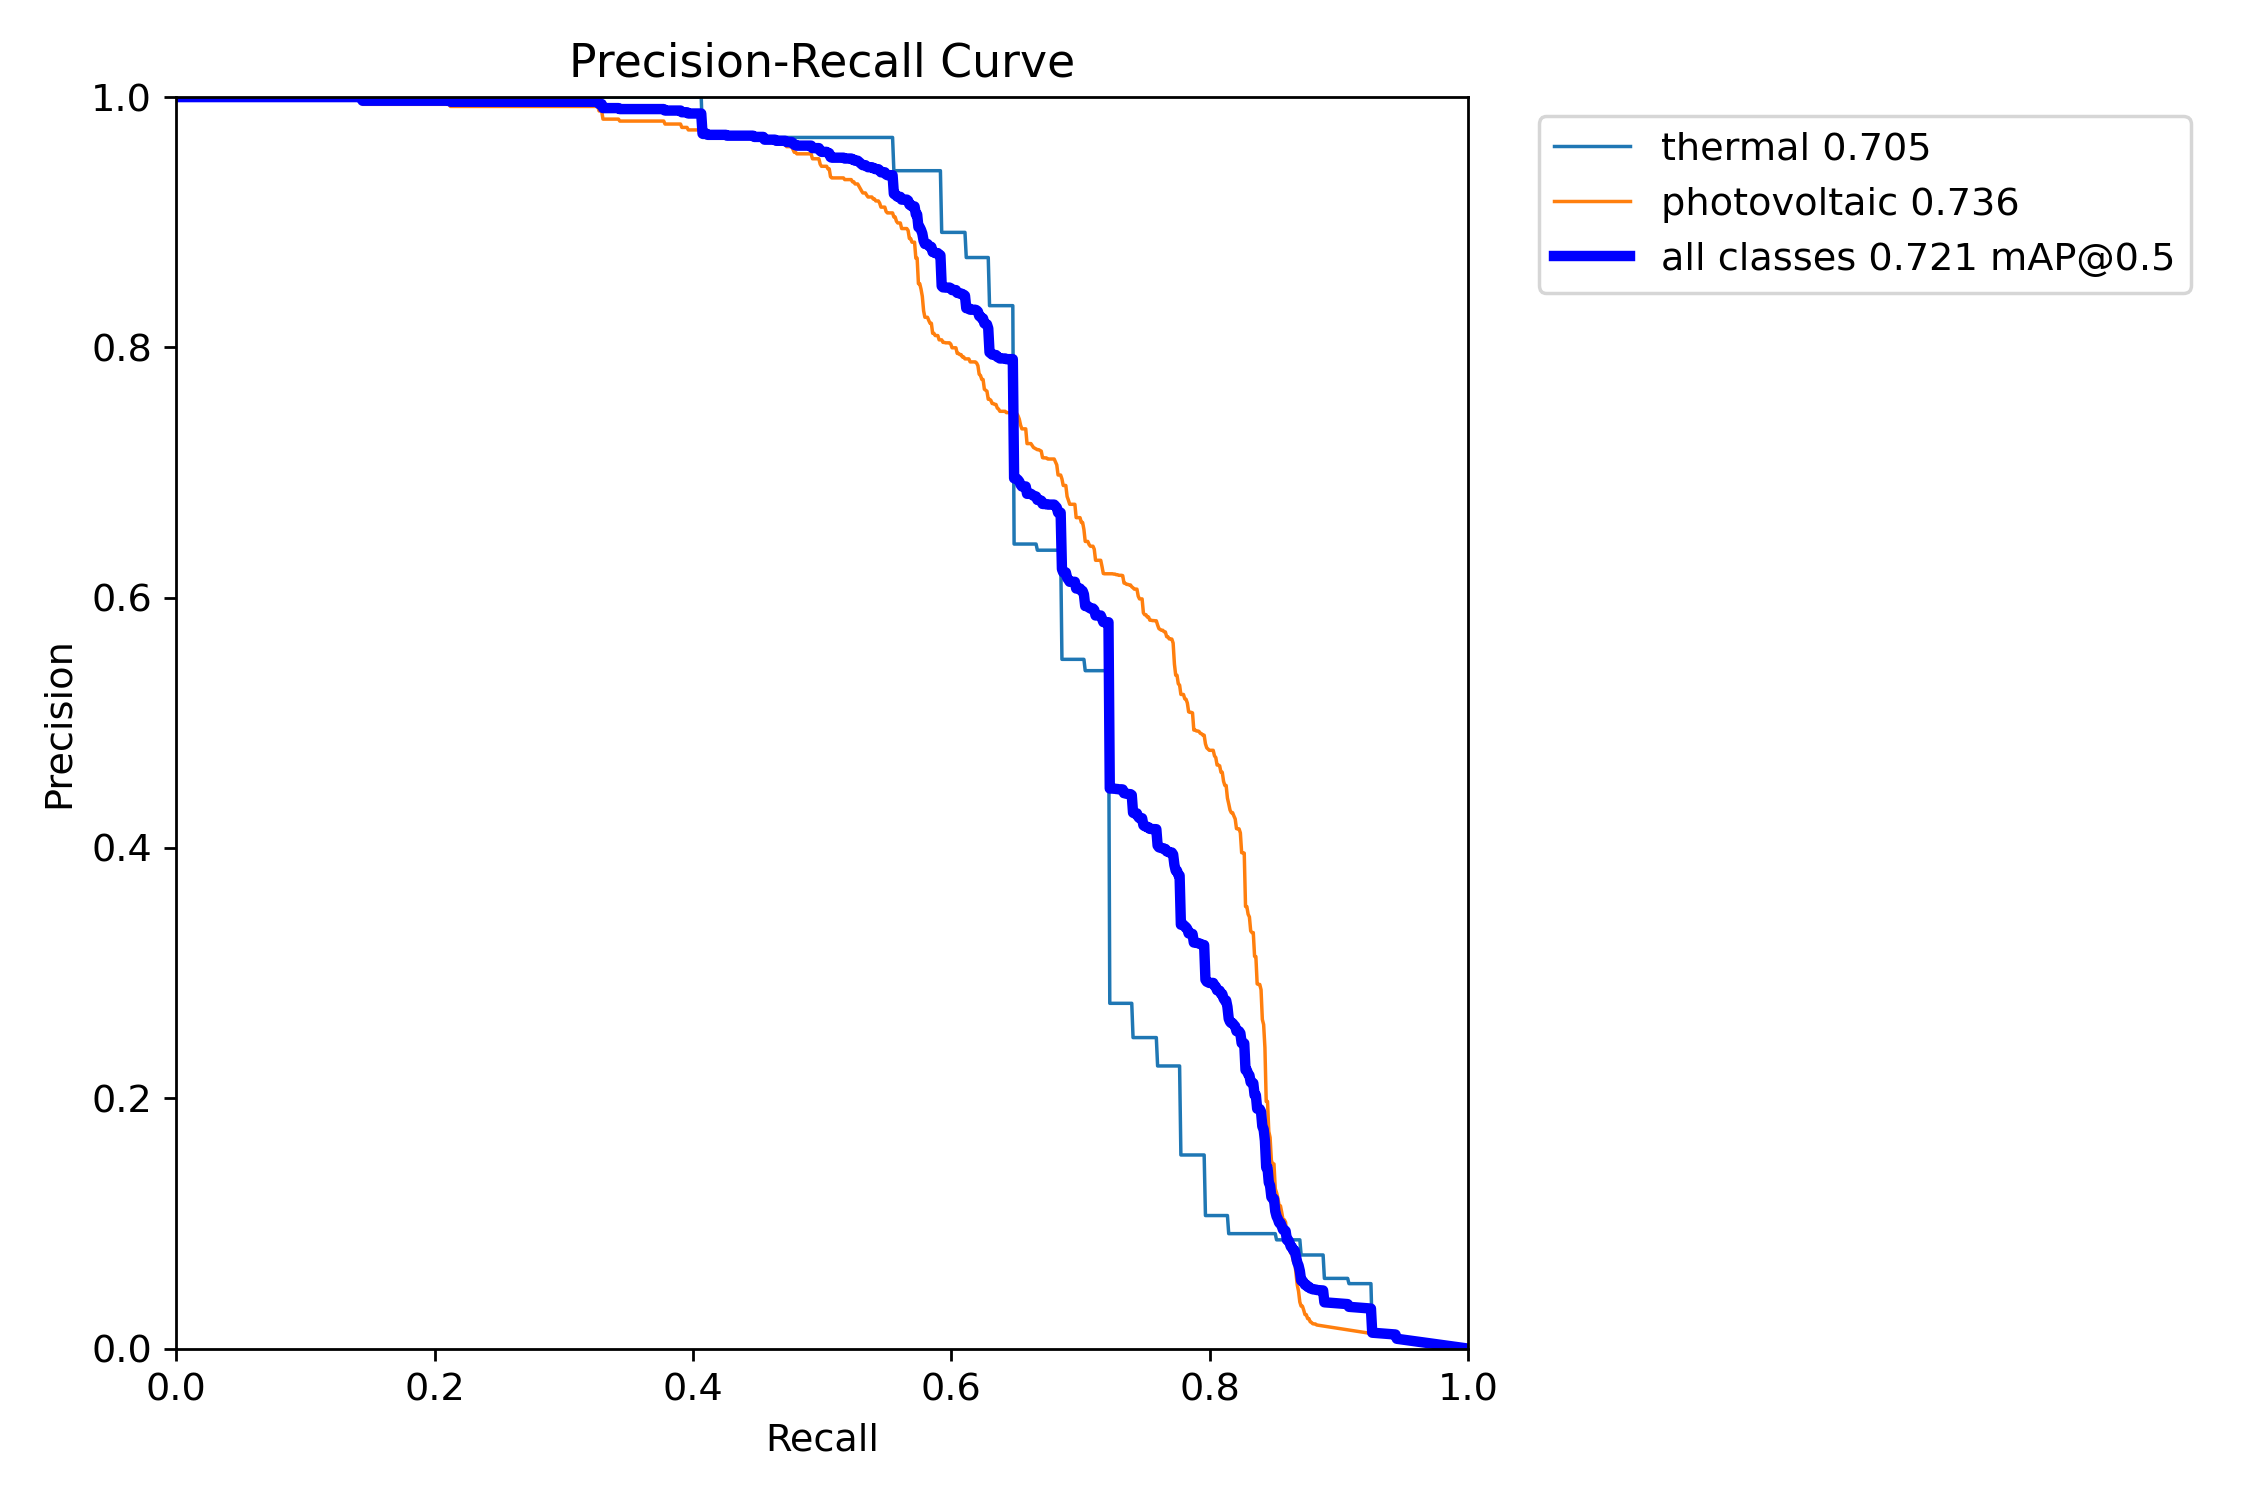 Precision-Recall Curve
thermal 0.705
photovoltaic 0.736
all classes 0.721 mAP@0.5
1.0
0.8
0.6
0.4
0.2
0.0
Precision
0.0 0.2 0.4 0.6 0.8 1.0
Recall